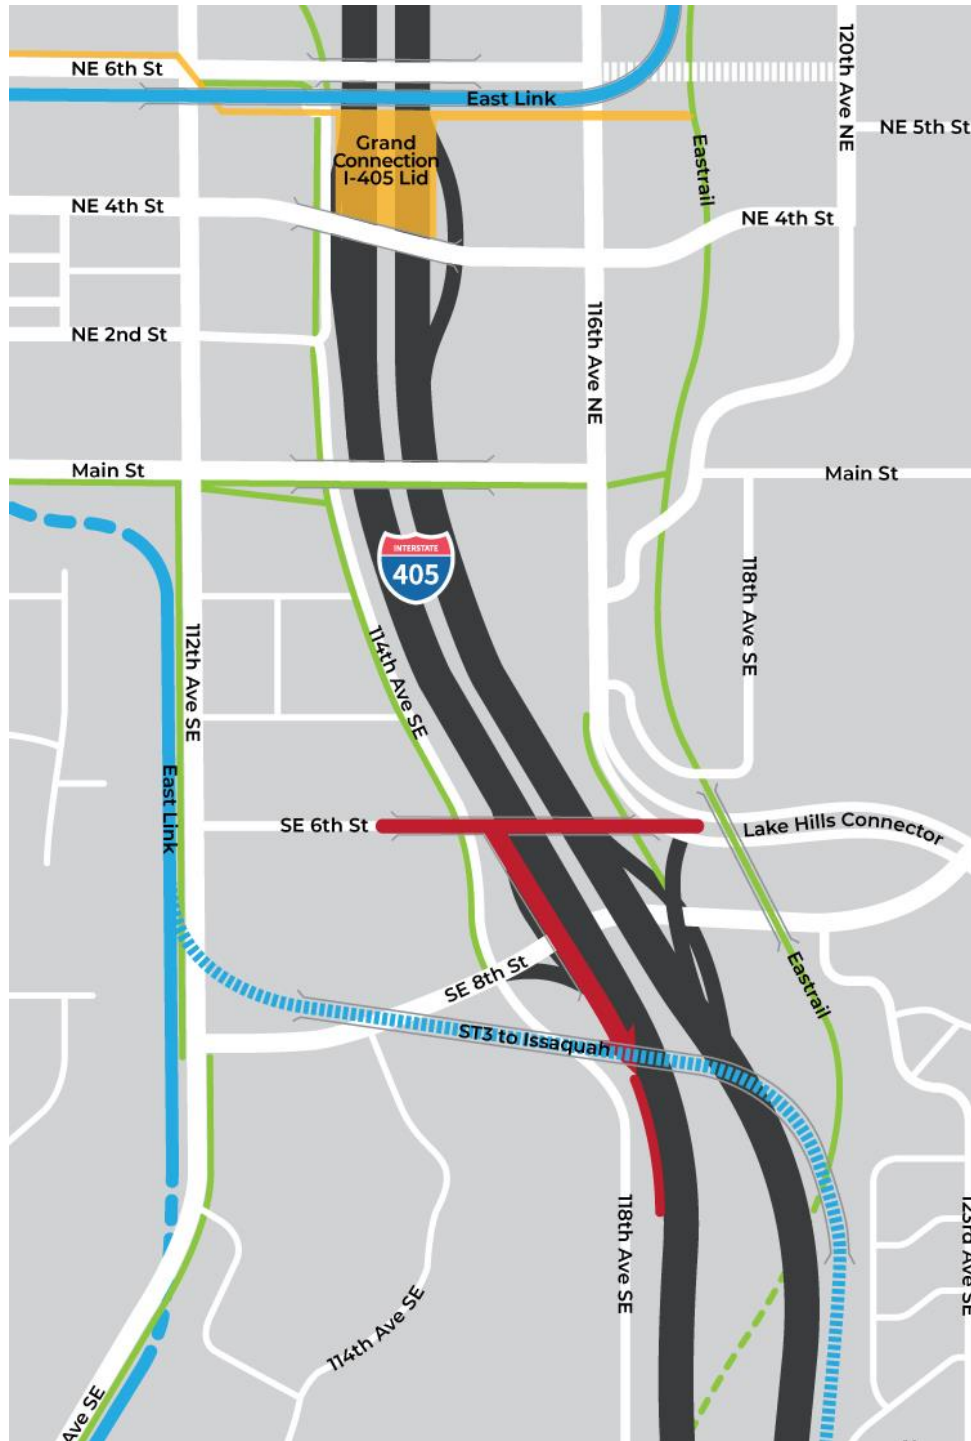 120th Ave NE
NE 6th St
East Link
NE 5th St
Grand
Connection
I-405 Lid
Eastrail
NE 4th St
NE 4th St
NE 2nd St
116th Ave NE
Main St
Main St
INTERSTATE
405
118th Ave SE
112th Ave SE
114th Ave SE
East Link
SE 6th St
Lake Hills Connector
SE 8th St
Eastrail
ST3 to Issaquah
118th Ave SE
123rd Ave SE
114th Ave SE
Ave SE